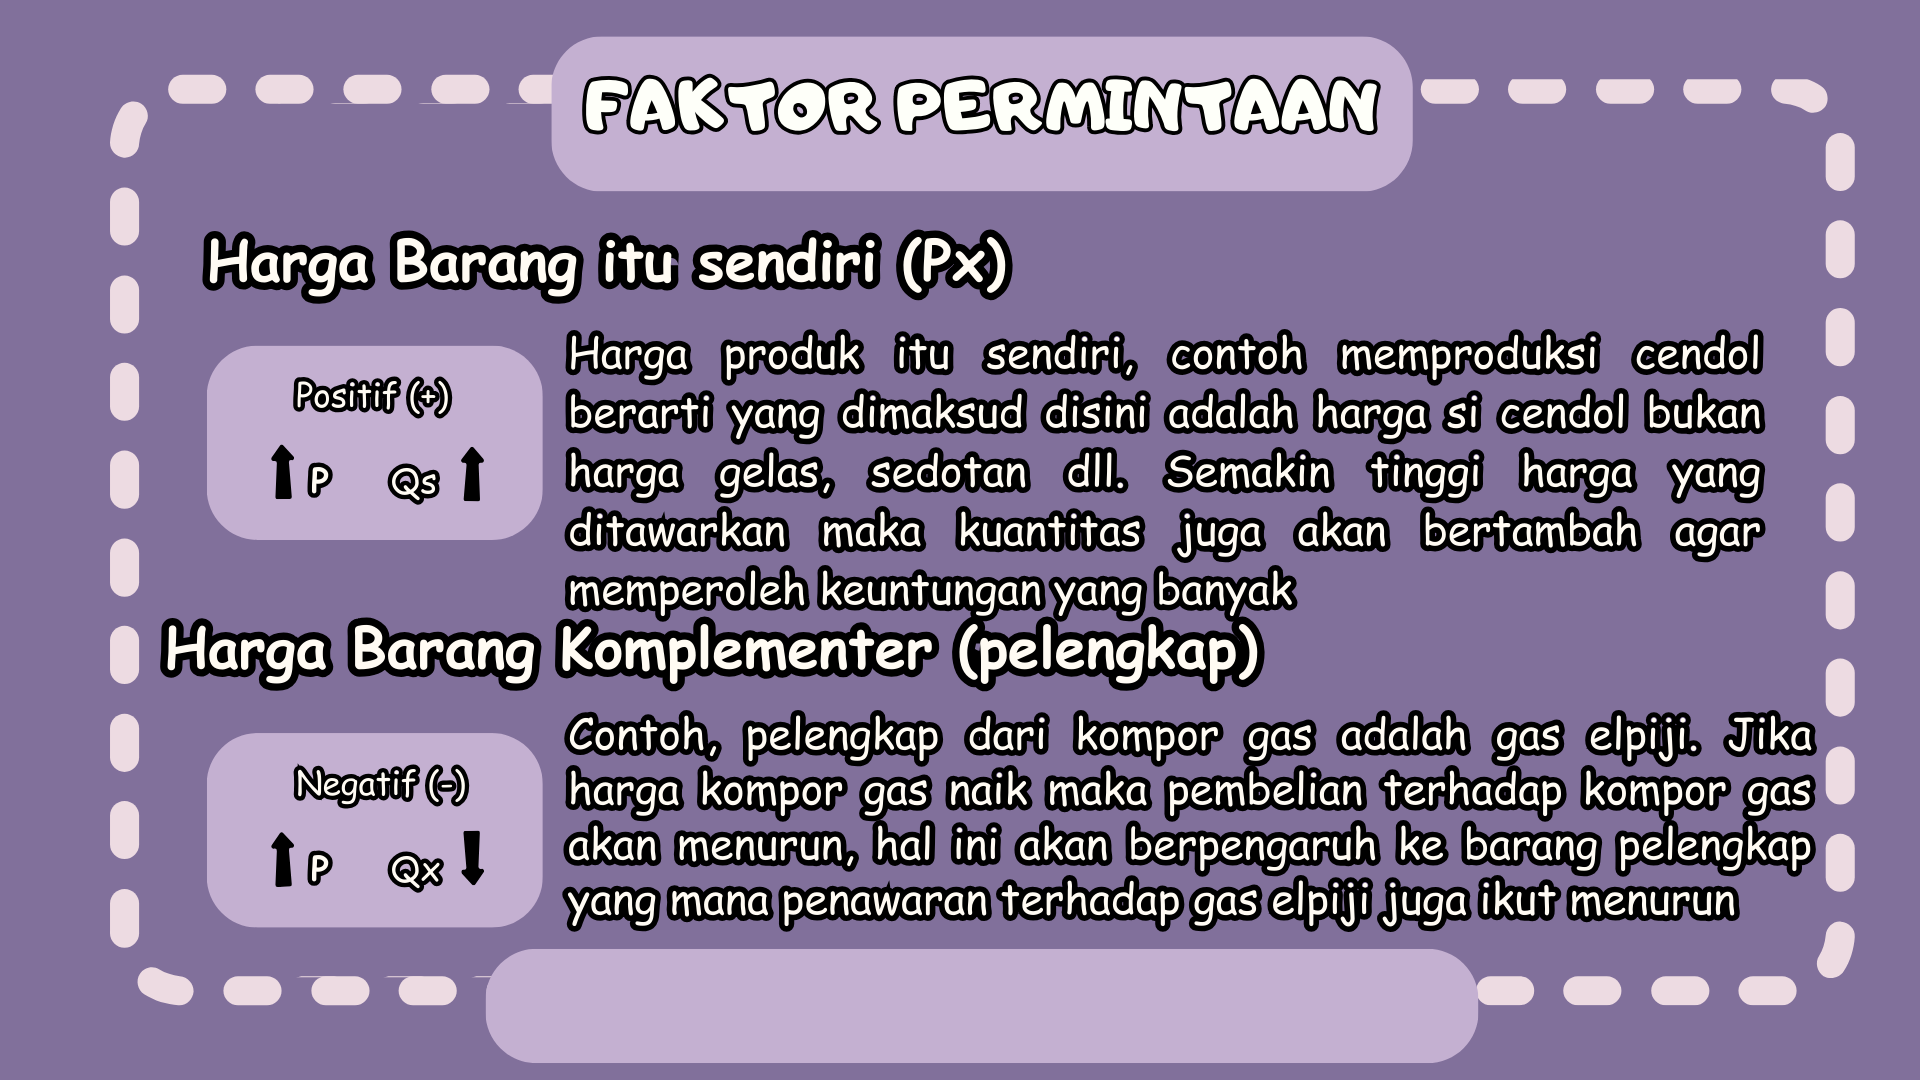 FAKTOR PERMINTAAN
Harga Barang itu sendiri (Px)
Positif (+)
P Qs
Harga produk itu sendiri, contoh memproduksi cendol
berarti yang dimaksud disini adalah harga si cendol bukan
harga gelas, sedotan dll. Semakin tinggi harga yang
ditawarkan maka kuantitas juga akan bertambah agar
memperoleh keuntungan yang banyak
Harga Barang Komplementer (pelengkap)
Negatif (-)
P Qx
Contoh, pelengkap dari kompor gas adalah gas elpiji. Jika
harga kompor gas naik maka pembelian terhadap kompor gas
akan menurun, hal ini akan berpengaruh ke barang pelengkap
yang mana penawaran terhadap gas elpiji juga ikut menurun